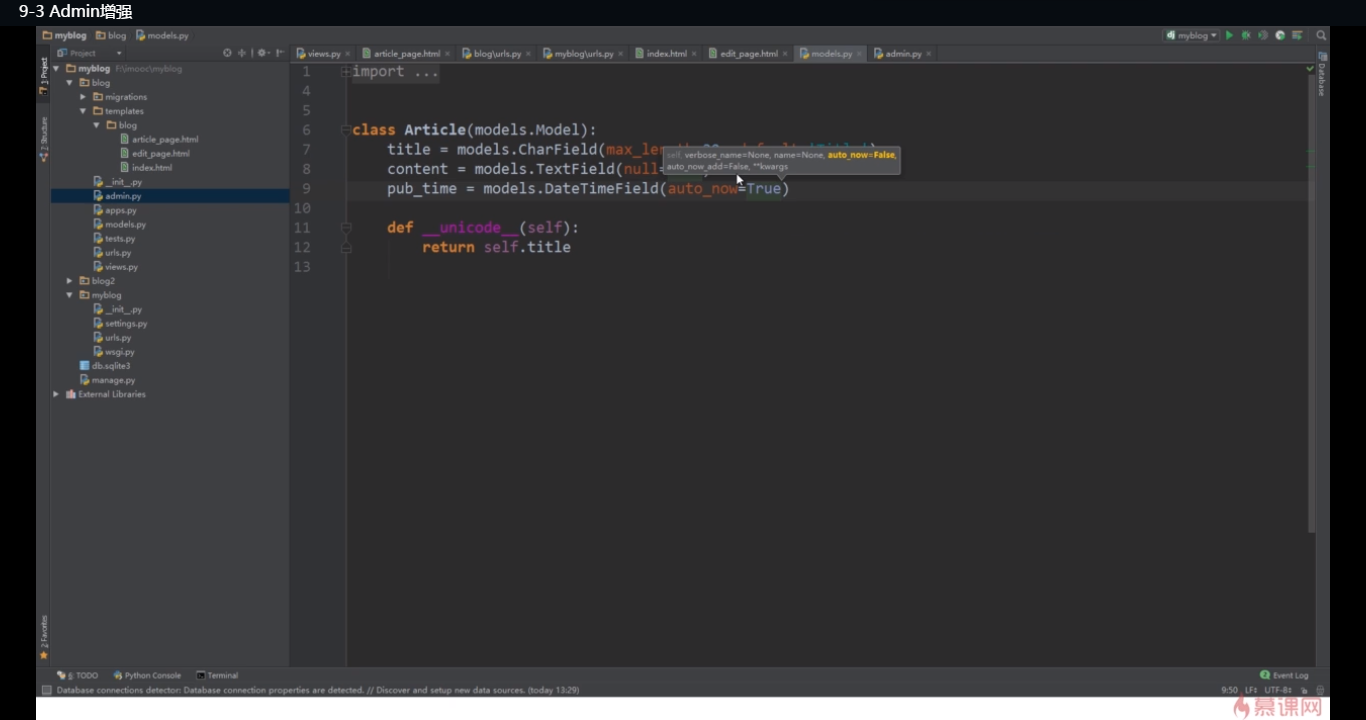 9-3 Admin增强
myblog blog models.py
myblog
Project
views.py article_page.html blog\urls.py myblog\urls.py index.html edit_page.html models.py admin.py
1: Project
2: Structure
2: Favorites
Database
myblog F:\imooc\myblog
blog
migrations
templates
blog
article_page.html
edit_page.html
index.html
__init__.py
admin.py
apps.py
models.py
tests.py
urls.py
views.py
blog2
myblog
__init__.py
settings.py
urls.py
wsgi.py
db.sqlite3
manage.py
External Libraries
1 import ...
4
5
6 class Article(models.Model):
7 title = models.CharField(max_le
8 content = models.TextField(null=
9 pub_time = models.DateTimeField(auto_now=True)
10
11 def __unicode__(self):
12 return self.title
13
self, verbose_name=None, name=None, auto_now=False,
auto_now_add=False, **kwargs
6: TODO Python Console Terminal
Event Log
Database connections detector: Database connection properties are detected. // Discover and setup new data sources. (today 13:29)
9:50 LF÷ UTF-8÷
慕课网